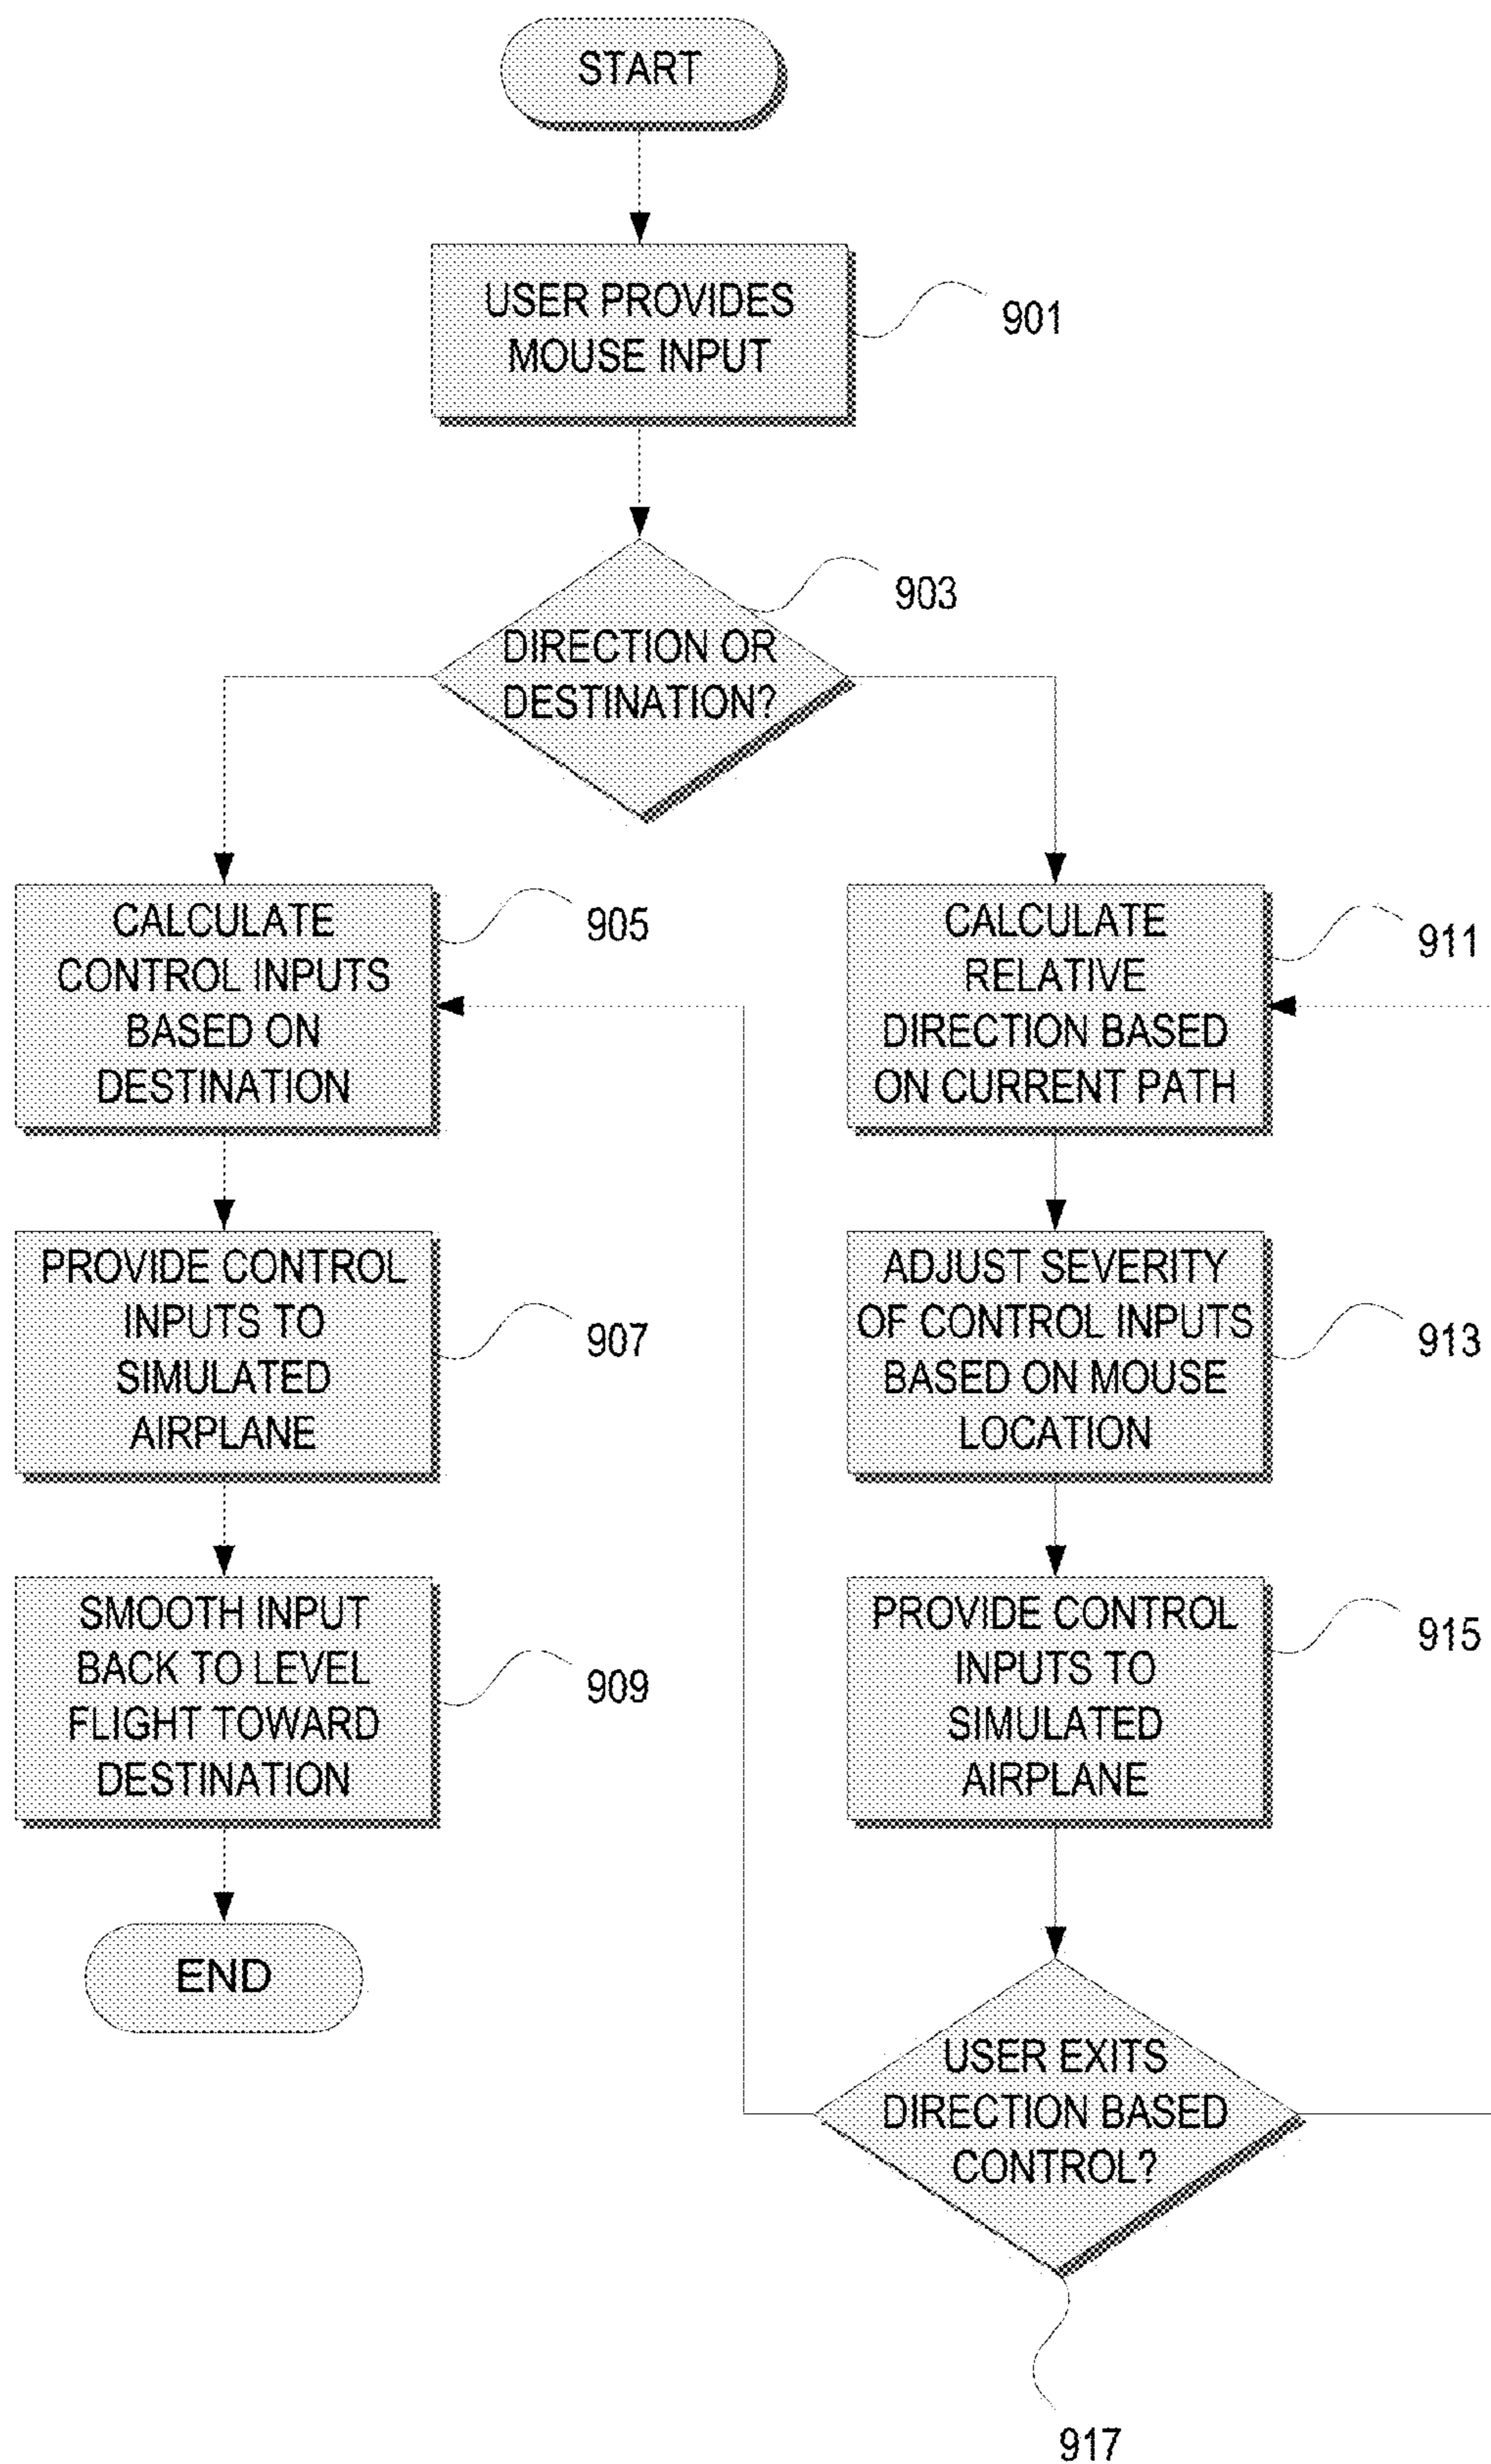 START
USER PROVIDES
MOUSE INPUT
901
903
DIRECTION OR
DESTINATION?
CALCULATE
CONTROL INPUTS
BASED ON
DESTINATION
905
PROVIDE CONTROL
INPUTS TO
SIMULATED
AIRPLANE
907
SMOOTH INPUT
BACK TO LEVEL
FLIGHT TOWARD
DESTINATION
909
END
CALCULATE
RELATIVE
DIRECTION BASED
ON CURRENT PATH
911
ADJUST SEVERITY
OF CONTROL INPUTS
BASED ON MOUSE
LOCATION
913
PROVIDE CONTROL
INPUTS TO
SIMULATED
AIRPLANE
915
USER EXITS
DIRECTION BASED
CONTROL?
917